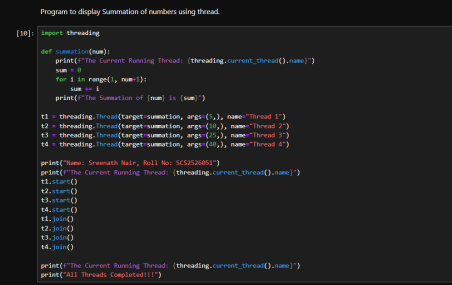 Program to display Summation of numbers using thread.
[10]: import threading
def summation(num):
    print(f"The Current Running Thread: {threading.current_thread().name}")
    sum = 0
    for i in range(1, num+1):
        sum += i
    print(f"The Summation of {num} is {sum}")
t1 = threading.Thread(target=summation, args=(5,), name="Thread 1")
t2 = threading.Thread(target=summation, args=(10,), name="Thread 2")
t3 = threading.Thread(target=summation, args=(25,), name="Thread 3")
t4 = threading.Thread(target=summation, args=(40,), name="Thread 4")
print("Name: Sreenath Nair, Roll No: SCS2526051")
print(f"The Current Running Thread: {threading.current_thread().name}")
t1.start()
t2.start()
t3.start()
t4.start()
t1.join()
t2.join()
t3.join()
t4.join()
print(f"The Current Running Thread: {threading.current_thread().name}")
print("All Threads Completed!!!!")